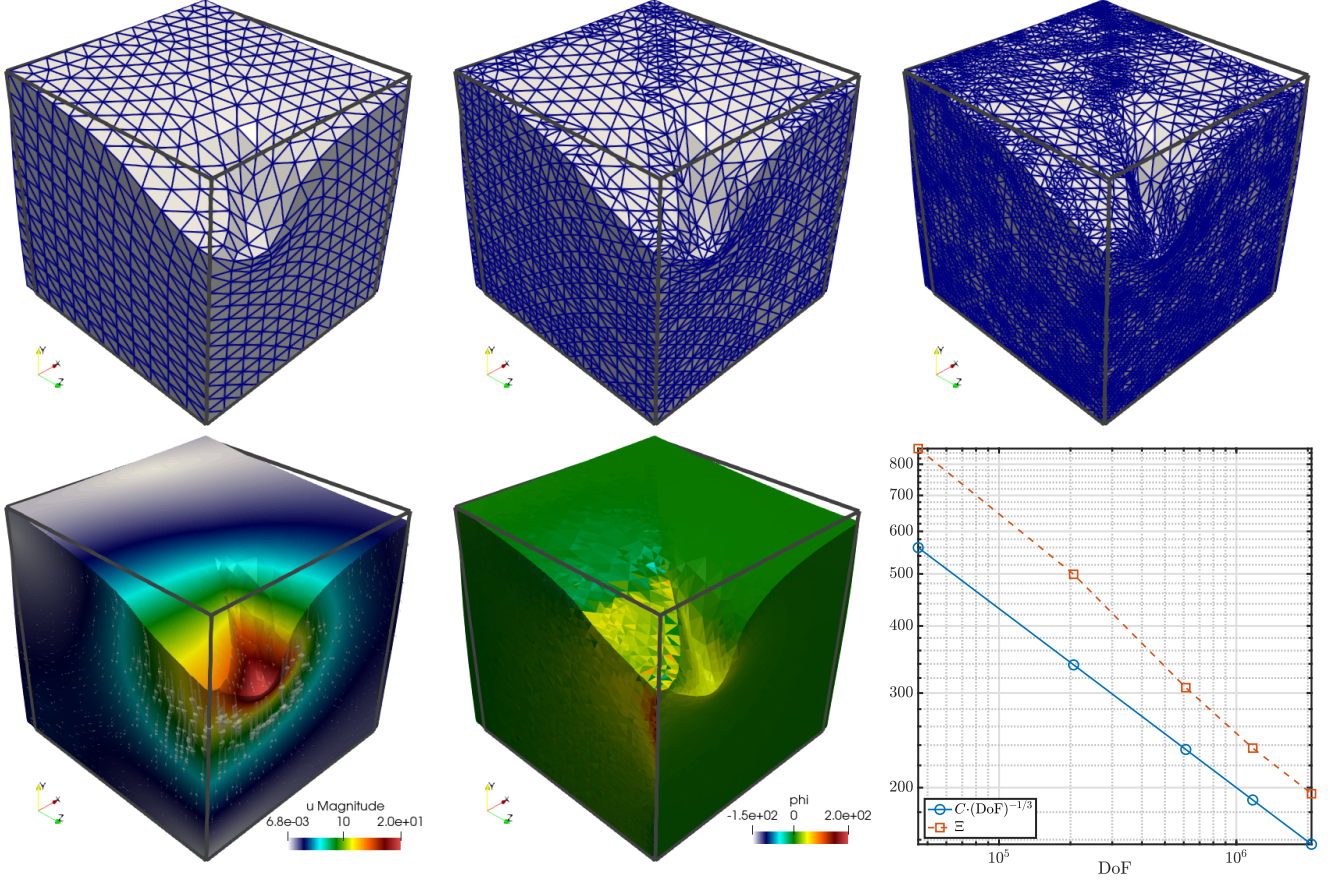 Y
X
Z
Y
X
Z
Y
X
Z
Y
X
Z
u Magnitude
6.8e-03 10 2.0e+01
Y
X
Z
phi
-1.5e+02 0 2.0e+02
800
700
600
500
400
300
200
C·(DoF)^{-1/3}
Ξ
10^5 10^6
DoF